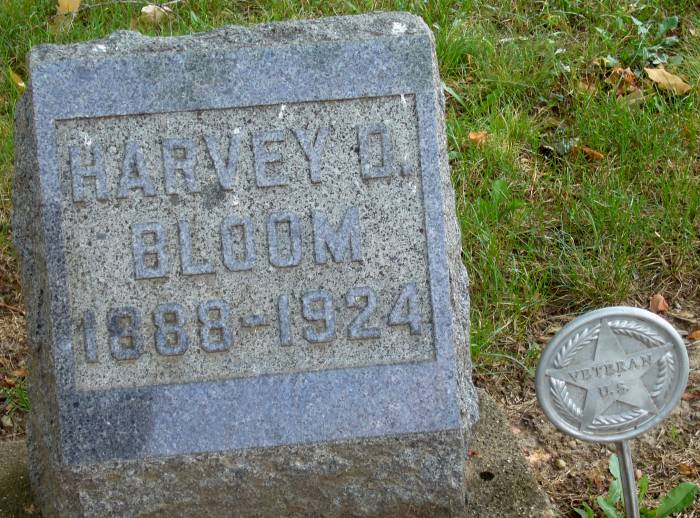 HARVEY D.
BLOOM
1888-1924
VETERAN
U.S.